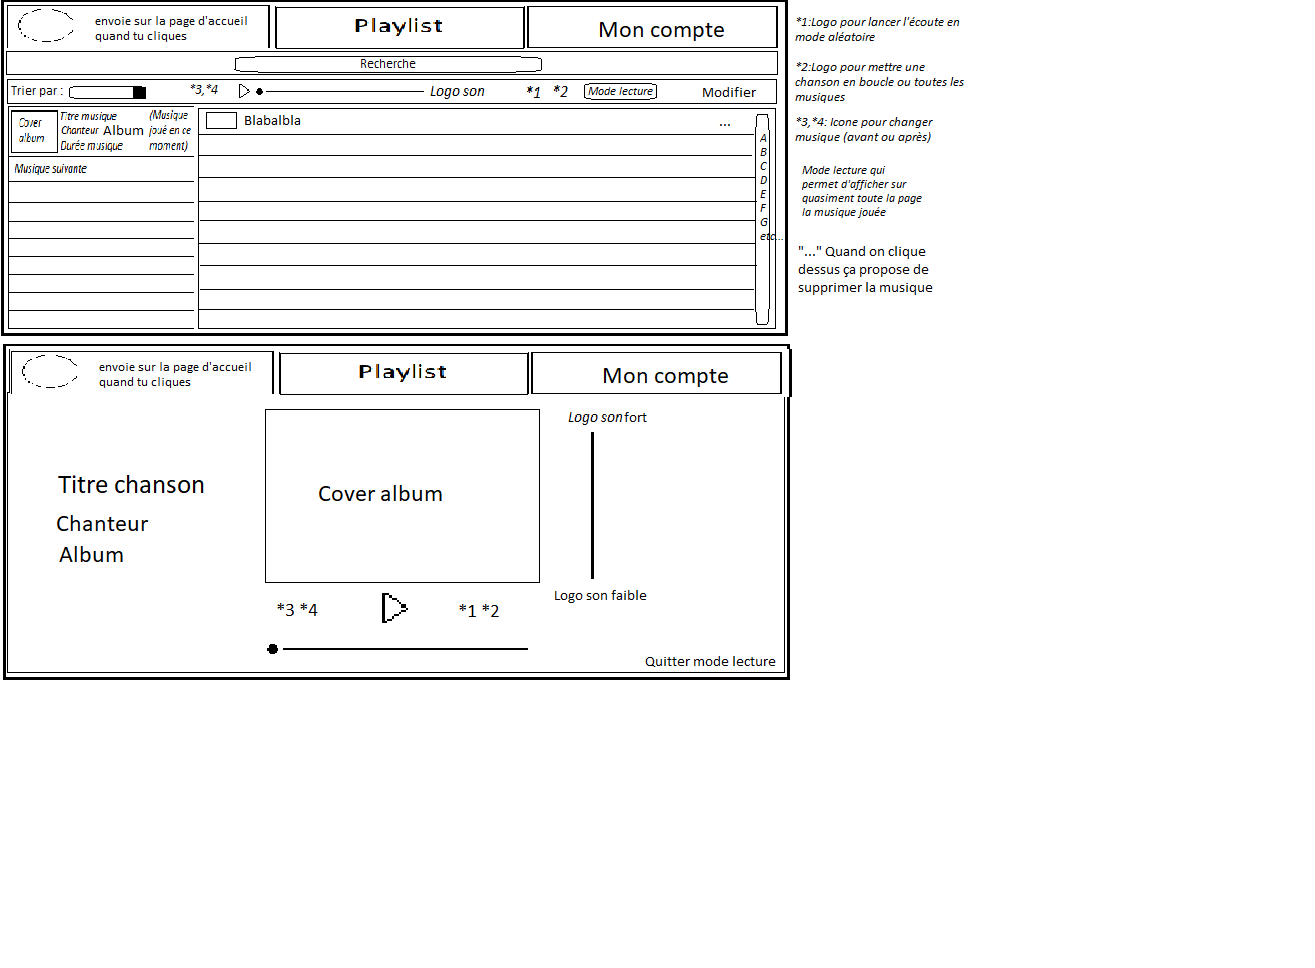 envoie sur la page d'accueil
quand tu cliques
Playlist
Mon compte
Recherche
Trier par :
*3,*4
Logo son
*1 *2
Mode lecture
Modifier
Cover
album
Titre musique
Chanteur Album
Durée musique
(Musique
joué en ce
moment)
Musique suivante
Blabalbla
...
A
B
C
D
E
F
G
etc...
*1:Logo pour lancer l'écoute en
mode aléatoire
*2:Logo pour mettre une
chanson en boucle ou toutes les
musiques
*3,*4: Icone pour changer
musique (avant ou après)
Mode lecture qui
permet d'afficher sur
quasiment toute la page
la musique jouée
"..." Quand on clique
dessus ça propose de
supprimer la musique
envoie sur la page d'accueil
quand tu cliques
Playlist
Mon compte
Titre chanson
Chanteur
Album
Cover album
Logo son fort
Logo son faible
*3 *4
*1 *2
Quitter mode lecture